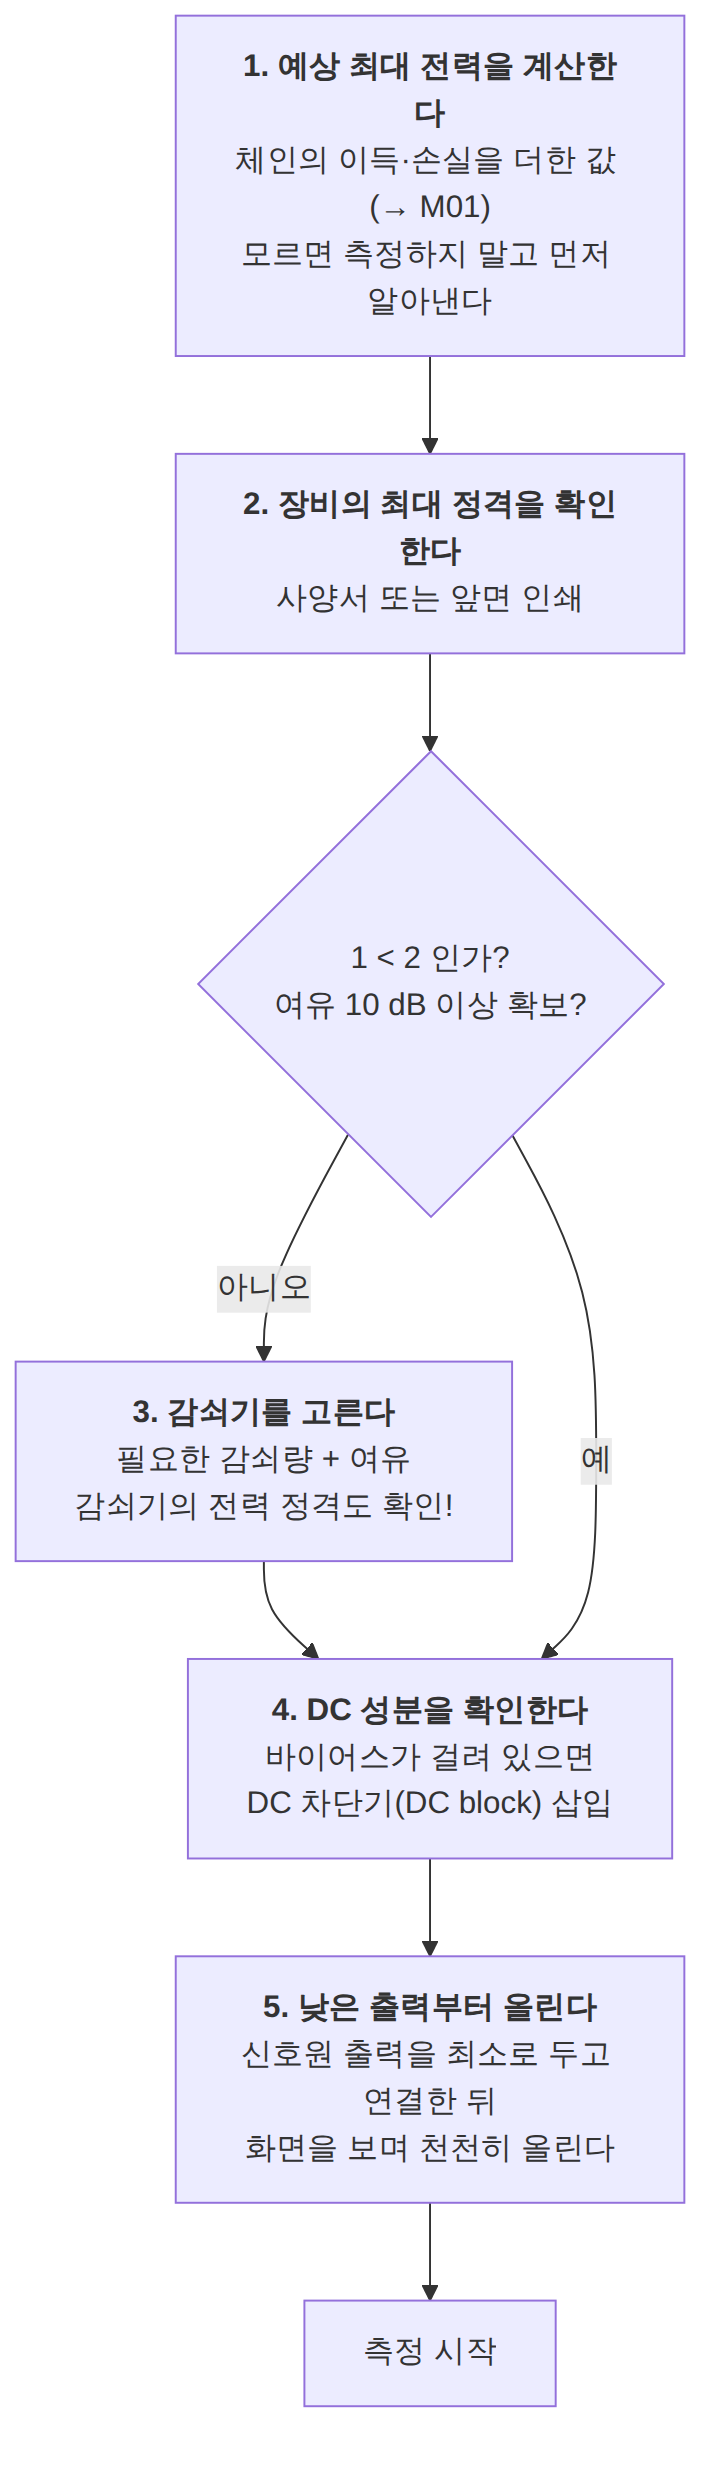 1. 예상 최대 전력을 계산한
다
체인의 이득·손실을 더한 값
(→ M01)
모르면 측정하지 말고 먼저
알아낸다
2. 장비의 최대 정격을 확인
한다
사양서 또는 앞면 인쇄
1 < 2 인가?
여유 10 dB 이상 확보?
아니오
3. 감쇠기를 고른다
필요한 감쇠량 + 여유
감쇠기의 전력 정격도 확인!
예
4. DC 성분을 확인한다
바이어스가 걸려 있으면
DC 차단기(DC block) 삽입
5. 낮은 출력부터 올린다
신호원 출력을 최소로 두고
연결한 뒤
화면을 보며 천천히 올린다
측정 시작